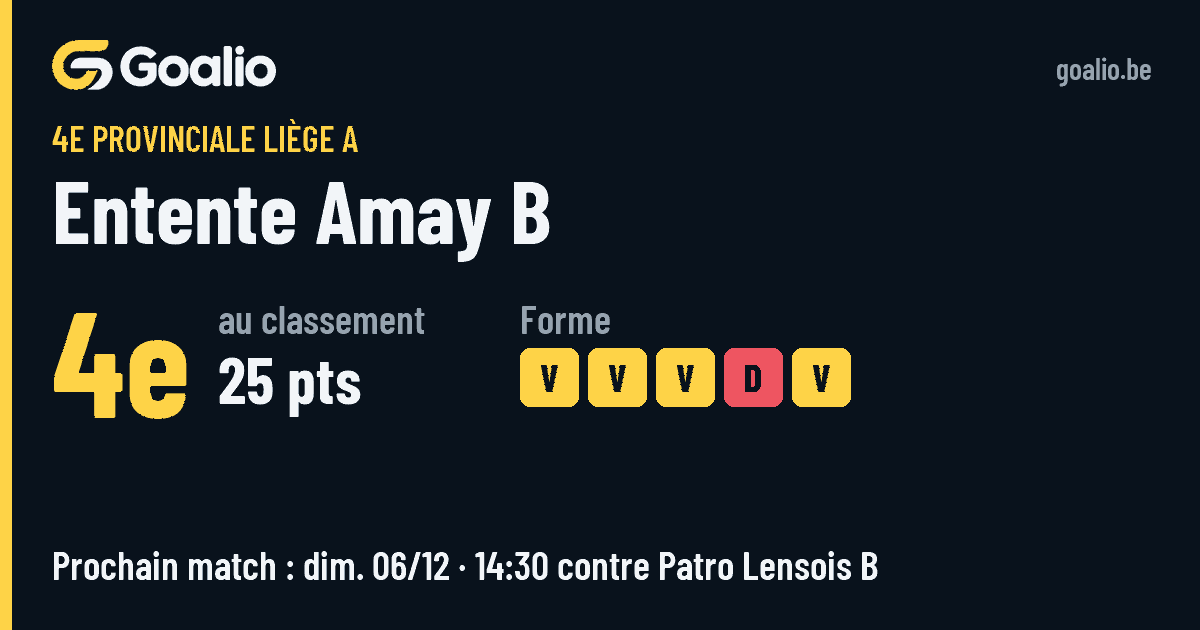 Goalio
goalio.be
4E PROVINCIALE LIÈGE A
Entente Amay B
4e
au classement
25 pts
Forme
V V V D V
Prochain match : dim. 06/12 · 14:30 contre Patro Lensois B